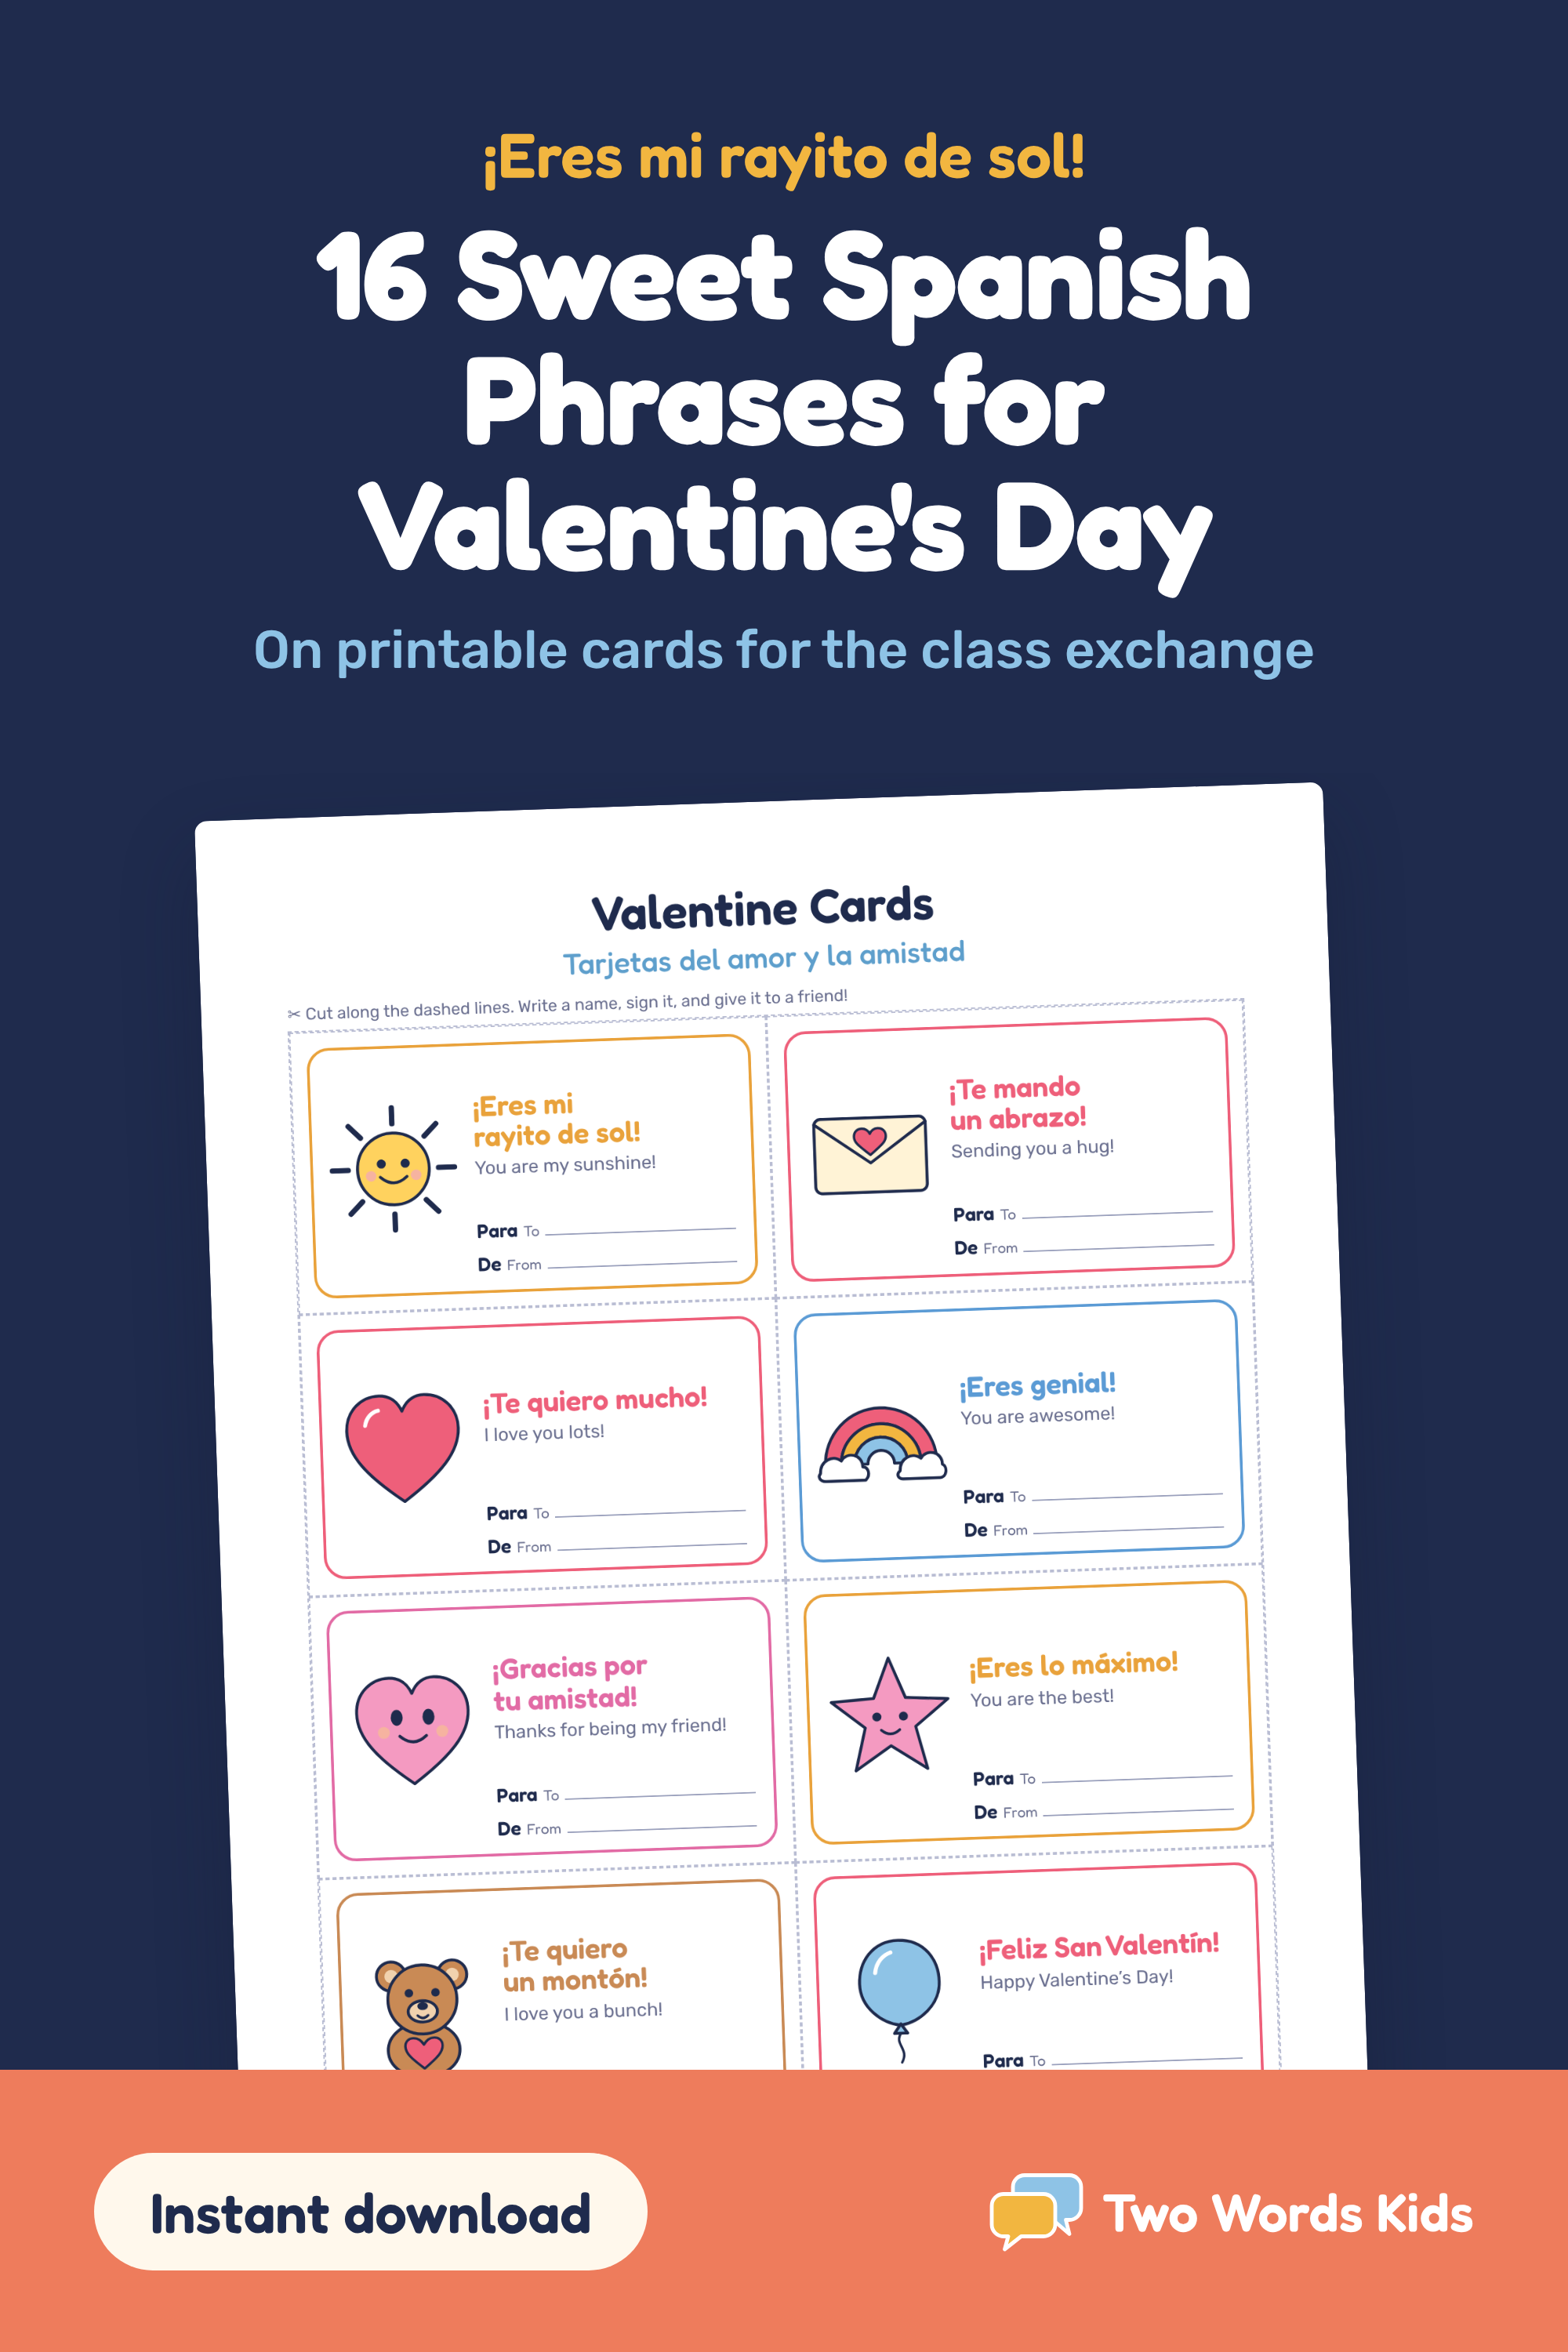 ¡Eres mi rayito de sol!
16 Sweet Spanish
Phrases for
Valentine's Day
On printable cards for the class exchange
Valentine Cards
Tarjetas del amor y la amistad
✂ Cut along the dashed lines. Write a name, sign it, and give it to a friend!
¡Eres mi
rayito de sol!
You are my sunshine!
Para To
De From
¡Te mando
un abrazo!
Sending you a hug!
Para To
De From
¡Te quiero mucho!
I love you lots!
Para To
De From
¡Eres genial!
You are awesome!
Para To
De From
¡Gracias por
tu amistad!
Thanks for being my friend!
Para To
De From
¡Eres lo máximo!
You are the best!
Para To
De From
¡Te quiero
un montón!
I love you a bunch!
¡Feliz San Valentín!
Happy Valentine's Day!
Para To
Instant download
Two Words Kids